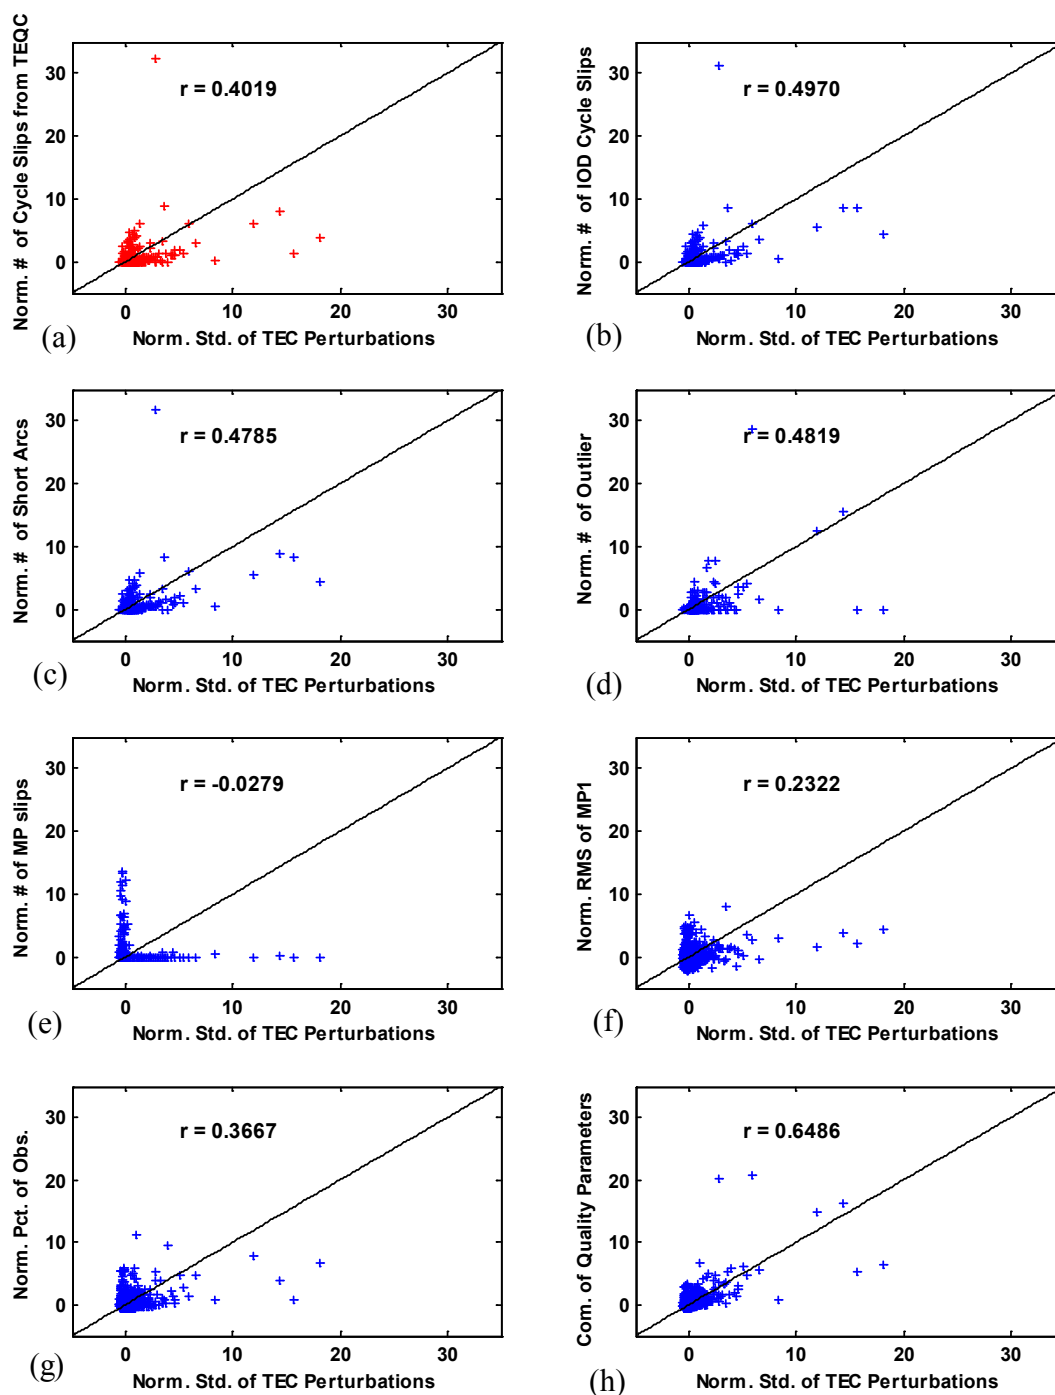 Norm. # of Cycle Slips from TEQC
30
20
10
0
r = 0.4019
0 10 20 30
Norm. Std. of TEC Perturbations
(a)
Norm. # of IOD Cycle Slips
30
20
10
0
r = 0.4970
0 10 20 30
Norm. Std. of TEC Perturbations
(b)
Norm. # of Short Arcs
30
20
10
0
r = 0.4785
0 10 20 30
Norm. Std. of TEC Perturbations
(c)
Norm. # of Outlier
30
20
10
0
r = 0.4819
0 10 20 30
Norm. Std. of TEC Perturbations
(d)
Norm. # of MP slips
30
20
10
0
r = -0.0279
0 10 20 30
Norm. Std. of TEC Perturbations
(e)
Norm. RMS of MP1
30
20
10
0
r = 0.2322
0 10 20 30
Norm. Std. of TEC Perturbations
(f)
Norm. Pct. of Obs.
30
20
10
0
r = 0.3667
0 10 20 30
Norm. Std. of TEC Perturbations
(g)
Com. of Quality Parameters
30
20
10
0
r = 0.6486
0 10 20 30
Norm. Std. of TEC Perturbations
(h)